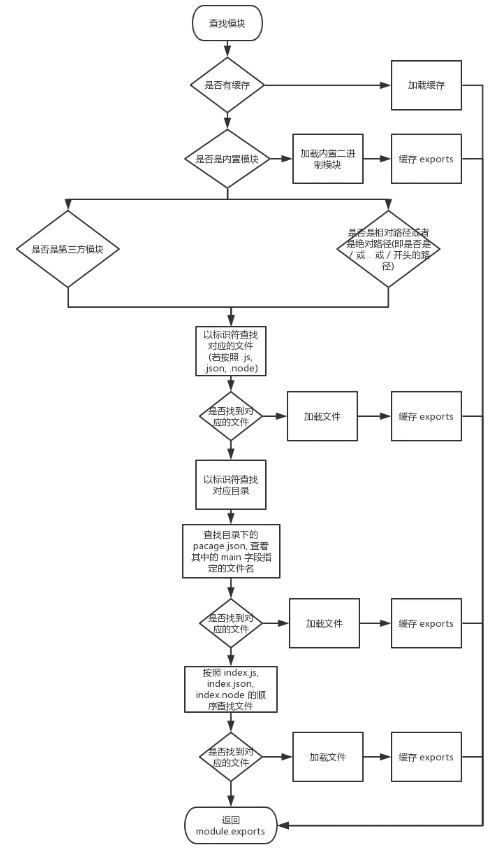 查找模块
是否有缓存
加载缓存
是否是内置模块
加载内置二进
制模块
缓存 exports
是否是第三方模块
是否是相对路径或者
是绝对路径(即是否是
/ 或 .. 或 / 开头的路
径)
以标识符查找
对应的文件
(若按照 .js,
.json, .node)
是否找到对
应的文件
加载文件
缓存 exports
以标识符查找
对应目录
查找目录下的
pacage.json, 查看
其中的 main 字段指
定的文件名
是否找到对
应的文件
加载文件
缓存 exports
按照 index.js,
index.json,
index.node 的顺
序查找文件
是否找到对
应的文件
加载文件
缓存 exports
返回
module.exports